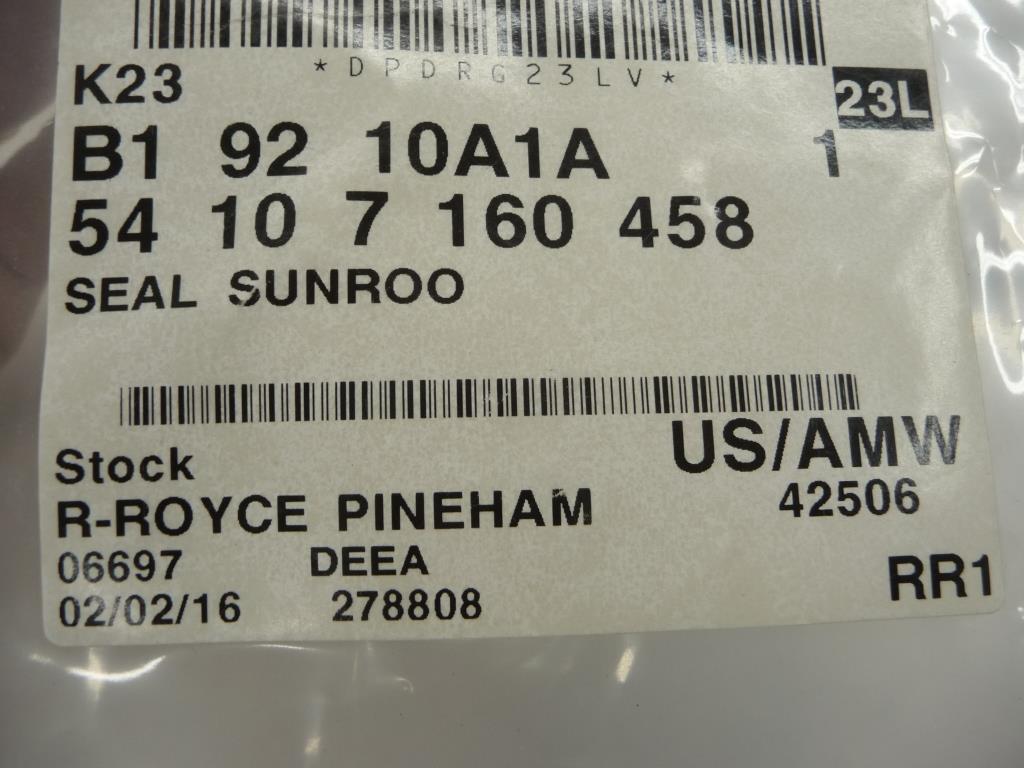 *DPDRG23LV*
K23 23L
B1 92 10A1A 1
54 10 7 160 458
SEAL SUNROO
US/AMW
Stock
42506
R-ROYCE PINEHAM
06697 DEEA RR1
02/02/16 278808